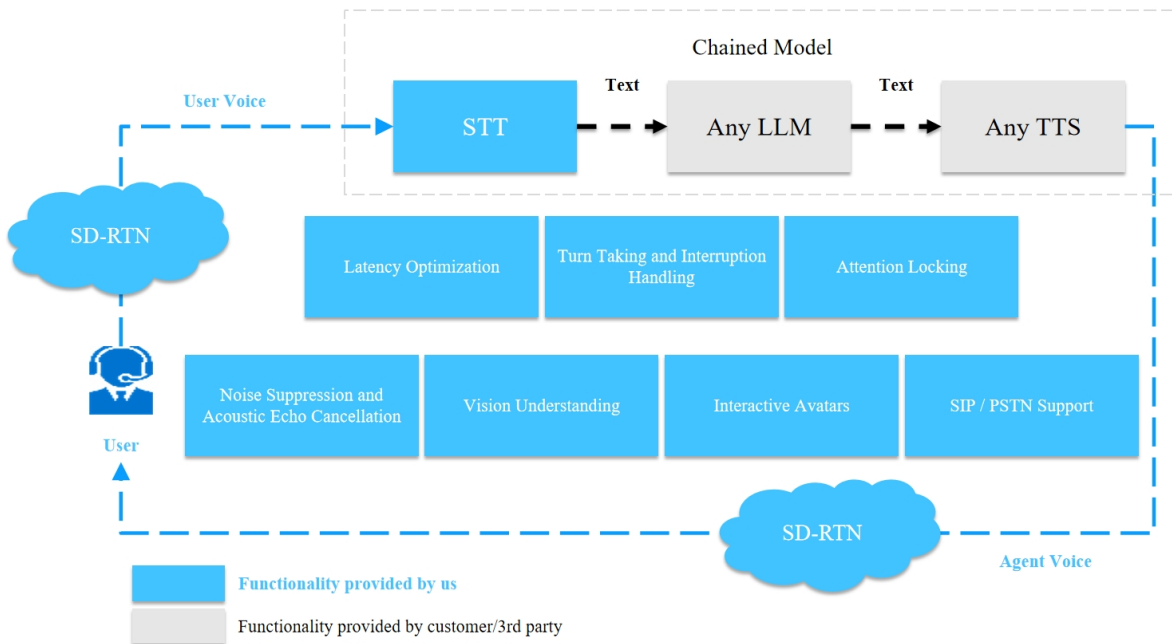 Chained Model
User Voice
STT
Text
Any LLM
Text
Any TTS
SD-RTN
Latency Optimization
Turn Taking and Interruption
Handling
Attention Locking
Noise Suppression and
Acoustic Echo Cancellation
Vision Understanding
Interactive Avatars
SIP / PSTN Support
User
SD-RTN
Agent Voice
Functionality provided by us
Functionality provided by customer/3rd party